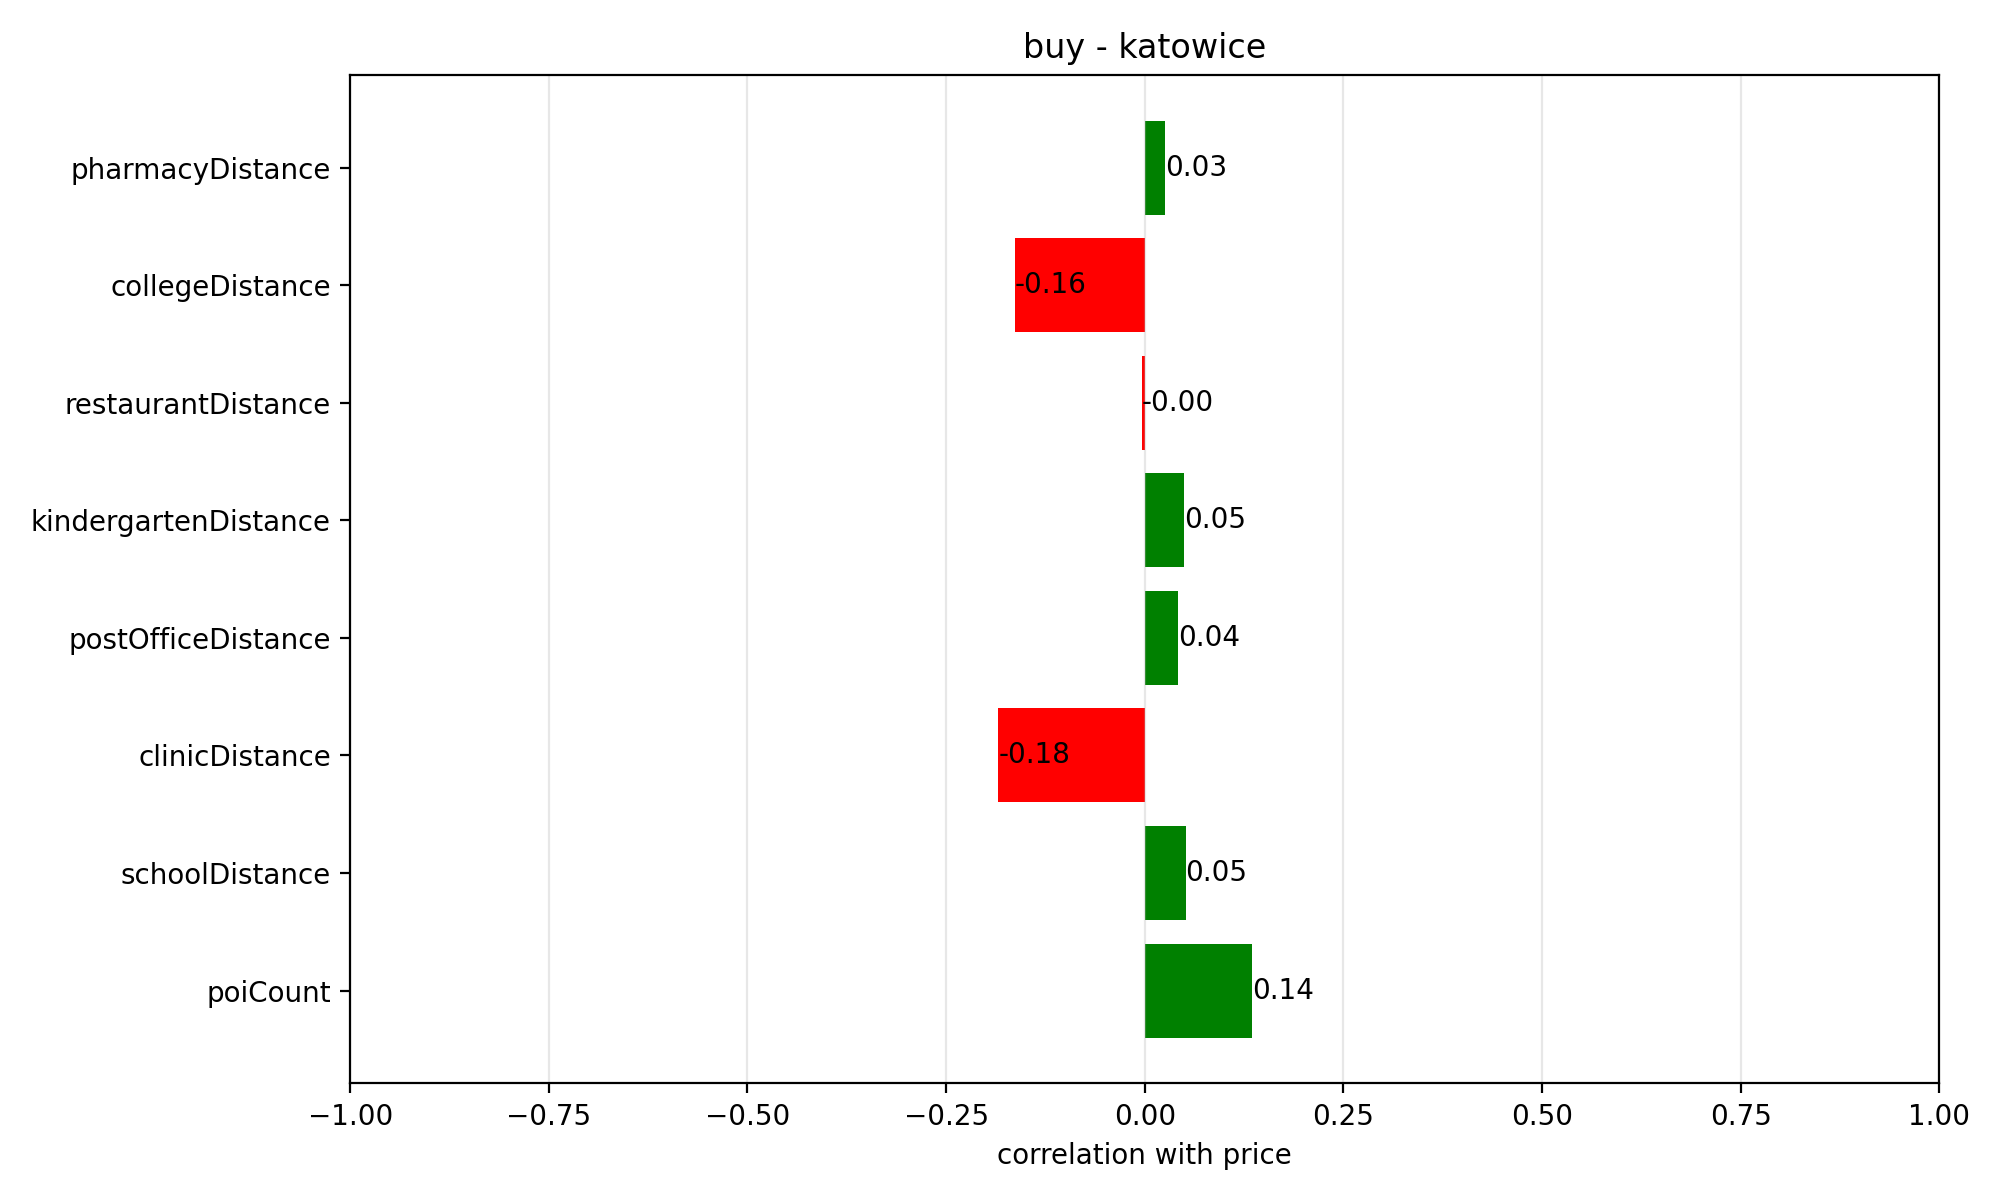 buy - katowice
pharmacyDistance
0.03
collegeDistance
-0.16
restaurantDistance
-0.00
kindergartenDistance
0.05
postOfficeDistance
0.04
clinicDistance
-0.18
schoolDistance
0.05
poiCount
0.14
−1.00 −0.75 −0.50 −0.25 0.00 0.25 0.50 0.75 1.00
correlation with price